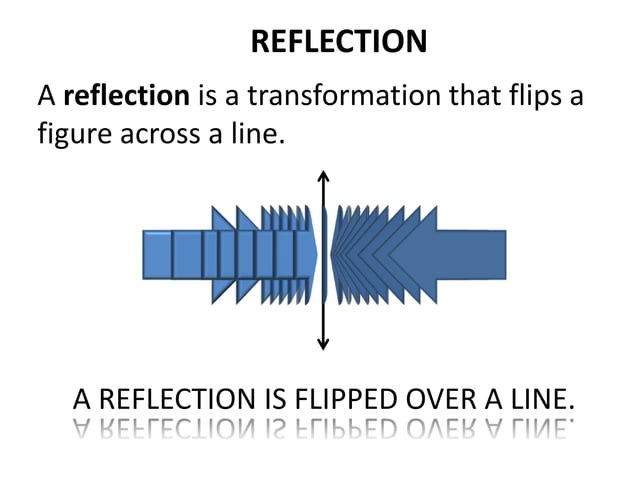 REFLECTION
A reflection is a transformation that flips a
figure across a line.
A REFLECTION IS FLIPPED OVER A LINE.